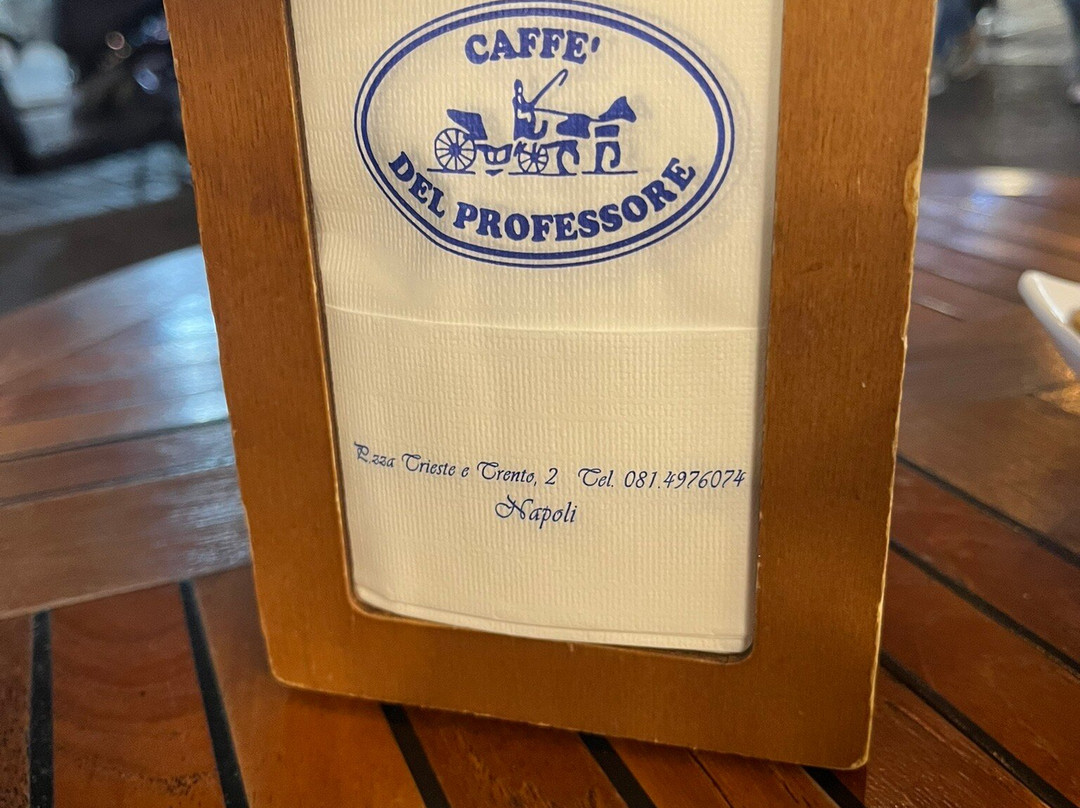 CAFFE'
DEL PROFESSORE
P.zza Trieste e Trento, 2 Tel. 081.4976074
Napoli